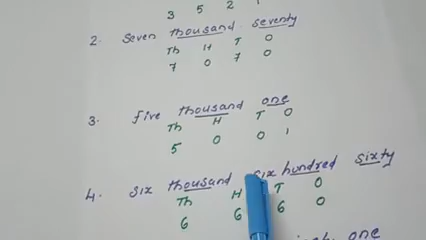 3 5 2 1
2. Seven thousand seventy
Th H T O
7 0 7 0
3. Five thousand one
Th H T O
5 0 0 1
4. Six thousand six hundred sixty
Th H T O
6 6 6 0
one